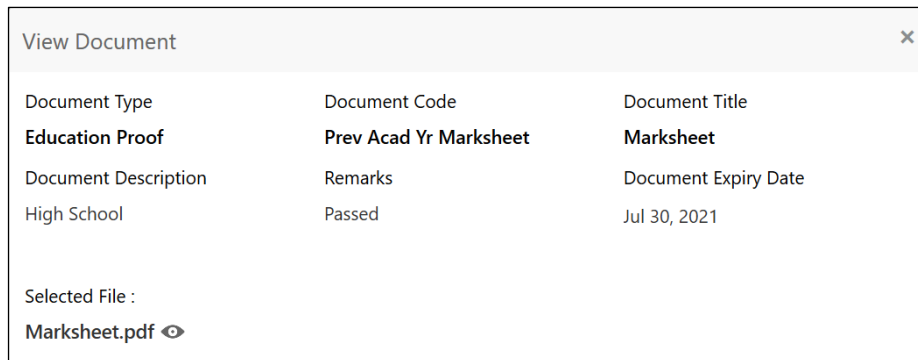 View Document ×
Document Type Document Code Document Title
Education Proof Prev Acad Yr Marksheet Marksheet
Document Description Remarks Document Expiry Date
High School Passed Jul 30, 2021
Selected File :
Marksheet.pdf